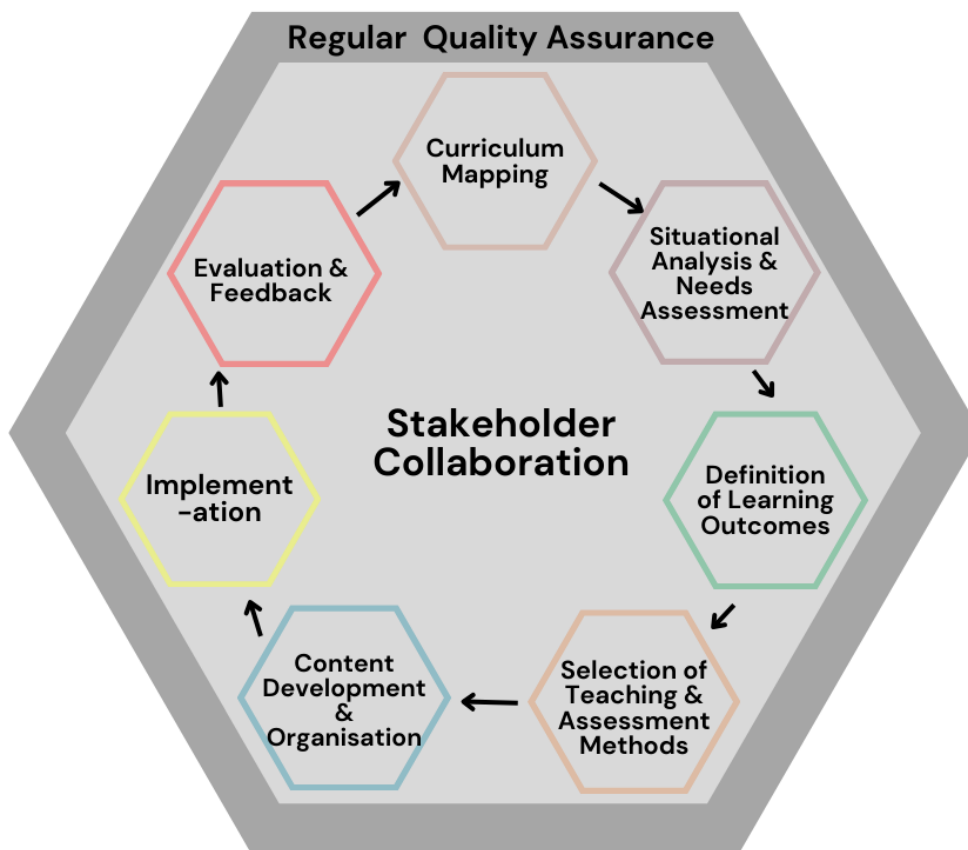 Regular Quality Assurance
Curriculum
Mapping
Situational
Analysis &
Needs
Assessment
Definition
of Learning
Outcomes
Selection of
Teaching &
Assessment
Methods
Content
Development
&
Organisation
Implement
-ation
Evaluation &
Feedback
Stakeholder
Collaboration